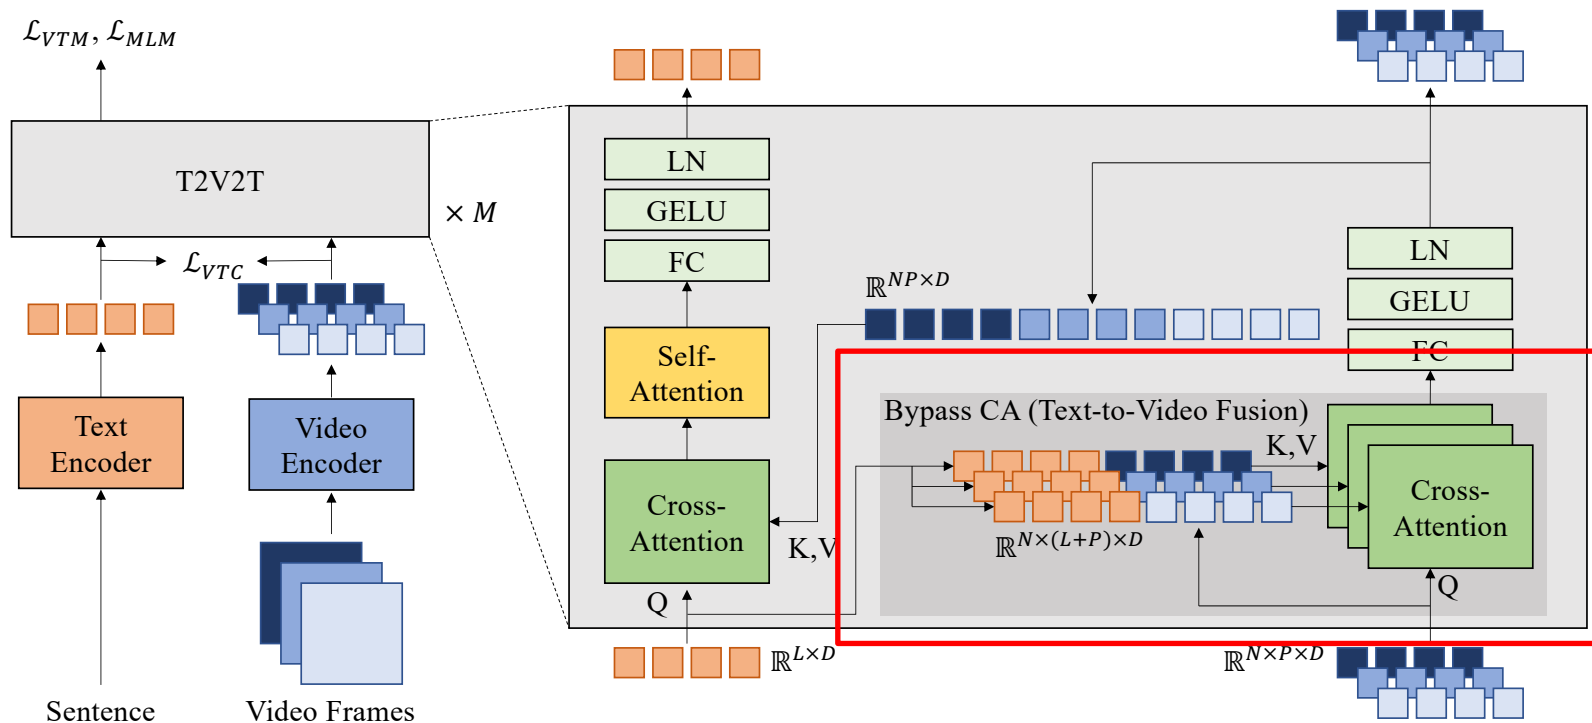 ℒ_VTM, ℒ_MLM
T2V2T
× M
ℒ_VTC
Text
Encoder
Video
Encoder
Sentence
Video Frames
LN
GELU
FC
Self-
Attention
Cross-
Attention
K,V
Q
ℝ^{L×D}
ℝ^{NP×D}
LN
GELU
FC
Bypass CA (Text-to-Video Fusion)
K,V
Cross-
Attention
ℝ^{N×(L+P)×D}
Q
ℝ^{N×P×D}